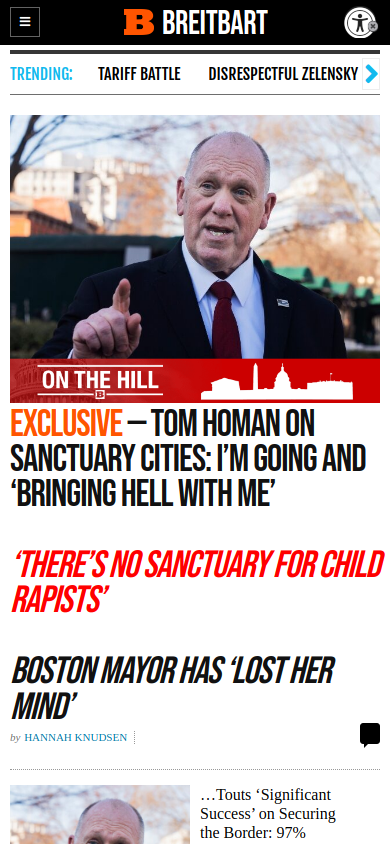 B BREITBART
TRENDING: TARIFF BATTLE DISRESPECTFUL ZELENSKY
ON THE HILL
B
EXCLUSIVE — TOM HOMAN ON
SANCTUARY CITIES: I’M GOING AND
‘BRINGING HELL WITH ME’
‘THERE’S NO SANCTUARY FOR CHILD
RAPISTS’
BOSTON MAYOR HAS ‘LOST HER
MIND’
by HANNAH KNUDSEN
…Touts ‘Significant
Success’ on Securing
the Border: 97%